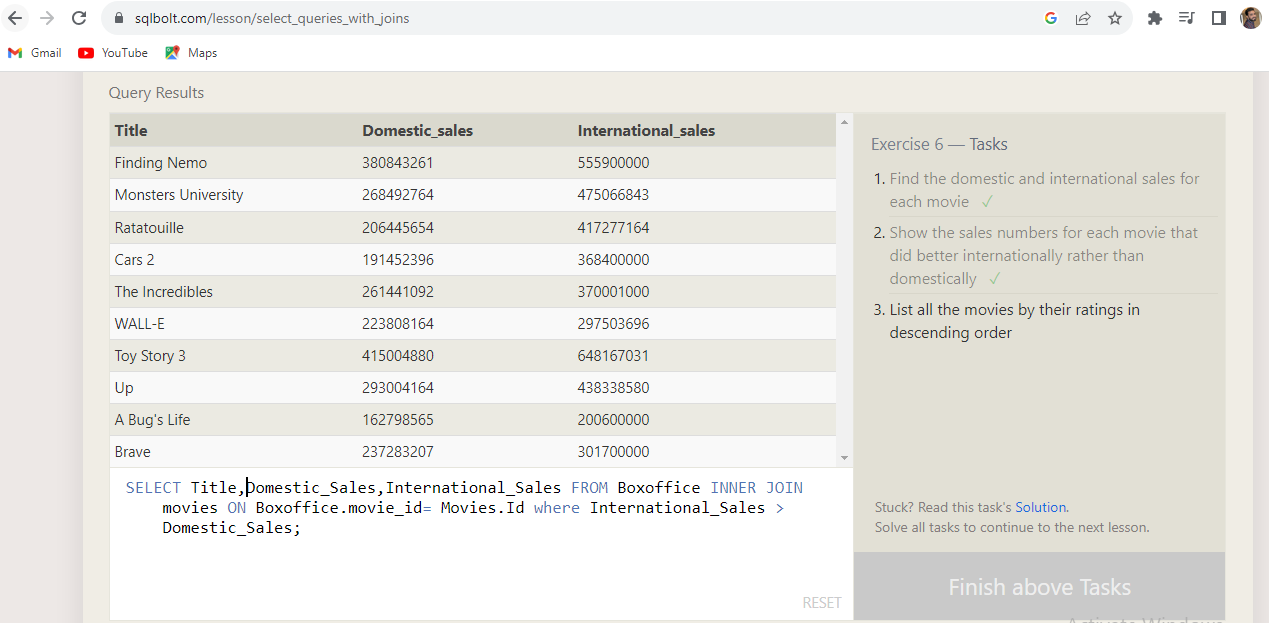 sqlbolt.com/lesson/select_queries_with_joins
Gmail YouTube Maps
Query Results
Title Domestic_sales International_sales
Finding Nemo 380843261 555900000
Monsters University 268492764 475066843
Ratatouille 206445654 417277164
Cars 2 191452396 368400000
The Incredibles 261441092 370001000
WALL-E 223808164 297503696
Toy Story 3 415004880 648167031
Up 293004164 438338580
A Bug's Life 162798565 200600000
Brave 237283207 301700000
SELECT Title,Domestic_Sales,International_Sales FROM Boxoffice INNER JOIN
movies ON Boxoffice.movie_id= Movies.Id where International_Sales >
Domestic_Sales;
RESET
Exercise 6 — Tasks
1. Find the domestic and international sales for
each movie ✓
2. Show the sales numbers for each movie that
did better internationally rather than
domestically ✓
3. List all the movies by their ratings in
descending order
Stuck? Read this task's Solution.
Solve all tasks to continue to the next lesson.
Finish above Tasks
Activate Windows